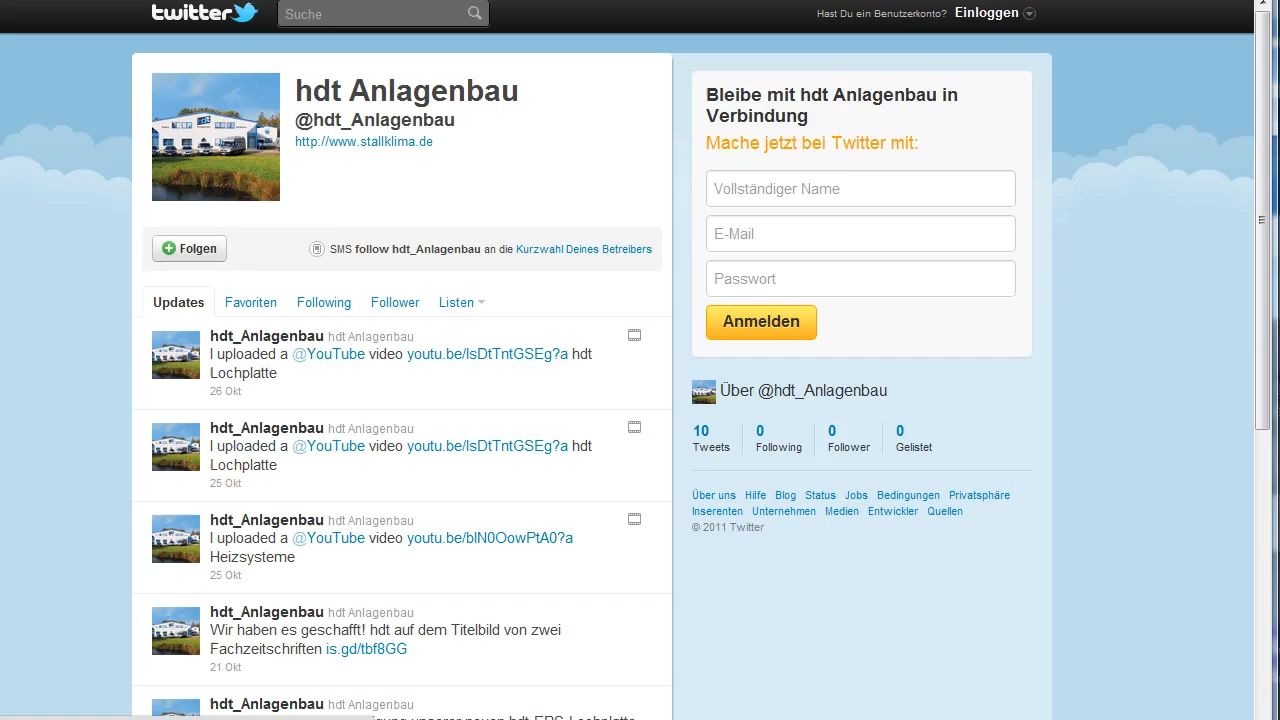 twitter
Suche
Hast Du ein Benutzerkonto? Einloggen
hdt Anlagenbau
@hdt_Anlagenbau
http://www.stallklima.de
Folgen
SMS follow hdt_Anlagenbau an die Kurzwahl Deines Betreibers
Updates Favoriten Following Follower Listen
hdt_Anlagenbau hdt Anlagenbau
I uploaded a @YouTube video youtu.be/lsDtTntGSEg?a hdt
Lochplatte
26 Okt
hdt_Anlagenbau hdt Anlagenbau
I uploaded a @YouTube video youtu.be/lsDtTntGSEg?a hdt
Lochplatte
25 Okt
hdt_Anlagenbau hdt Anlagenbau
I uploaded a @YouTube video youtu.be/blN0OowPtA0?a
Heizsysteme
25 Okt
hdt_Anlagenbau hdt Anlagenbau
Wir haben es geschafft! hdt auf dem Titelbild von zwei
Fachzeitschriften is.gd/tbf8GG
21 Okt
hdt_Anlagenbau hdt Anlagenbau
unserer neuen hdt-EPS-Lochplatte
Bleibe mit hdt Anlagenbau in
Verbindung
Mache jetzt bei Twitter mit:
Vollständiger Name
E-Mail
Passwort
Anmelden
Über @hdt_Anlagenbau
10 0 0 0
Tweets Following Follower Gelistet
Über uns Hilfe Blog Status Jobs Bedingungen Privatsphäre
Inserenten Unternehmen Medien Entwickler Quellen
© 2011 Twitter